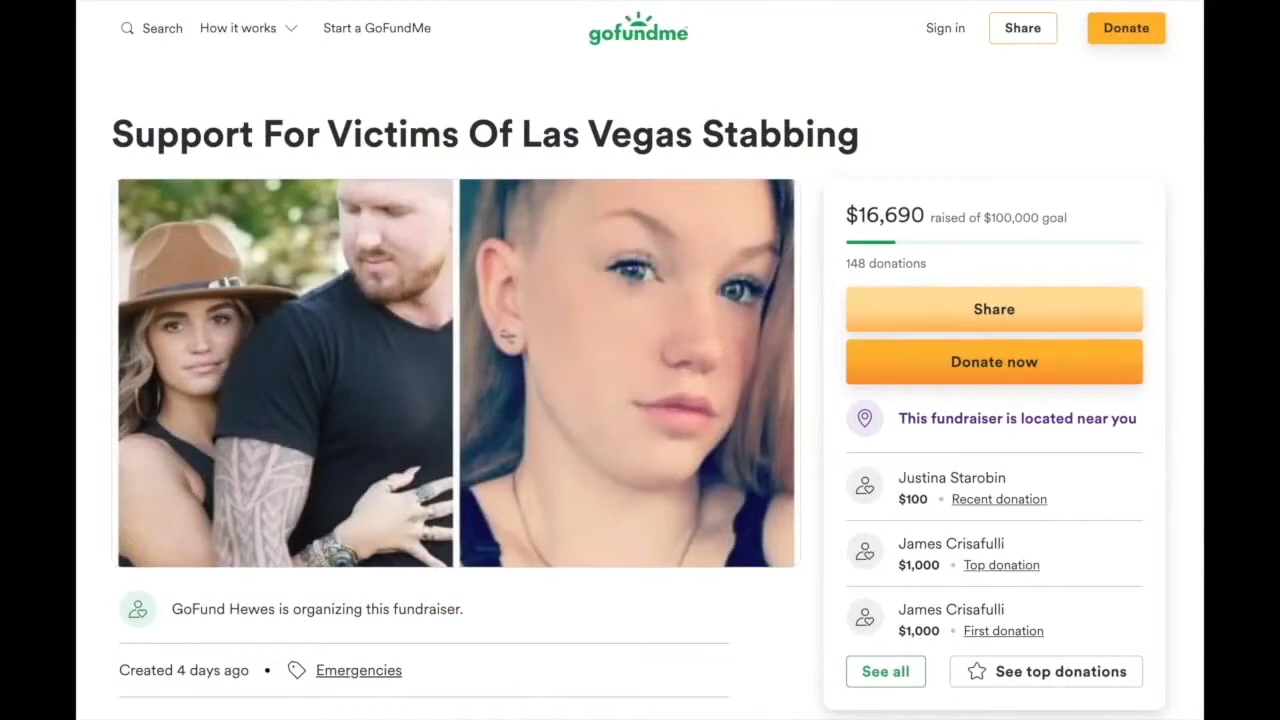 Search How it works Start a GoFundMe gofundme Sign in Share Donate
Support For Victims Of Las Vegas Stabbing
$16,690 raised of $100,000 goal
148 donations
Share
Donate now
This fundraiser is located near you
Justina Starobin
$100 • Recent donation
James Crisafulli
$1,000 • Top donation
James Crisafulli
$1,000 • First donation
See all See top donations
GoFund Hewes is organizing this fundraiser.
Created 4 days ago • Emergencies